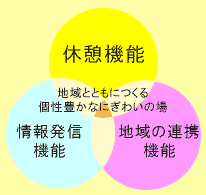 休憩機能
地域とともにつくる
個性豊かなにぎわいの場
情報発信
機能
地域の連携
機能